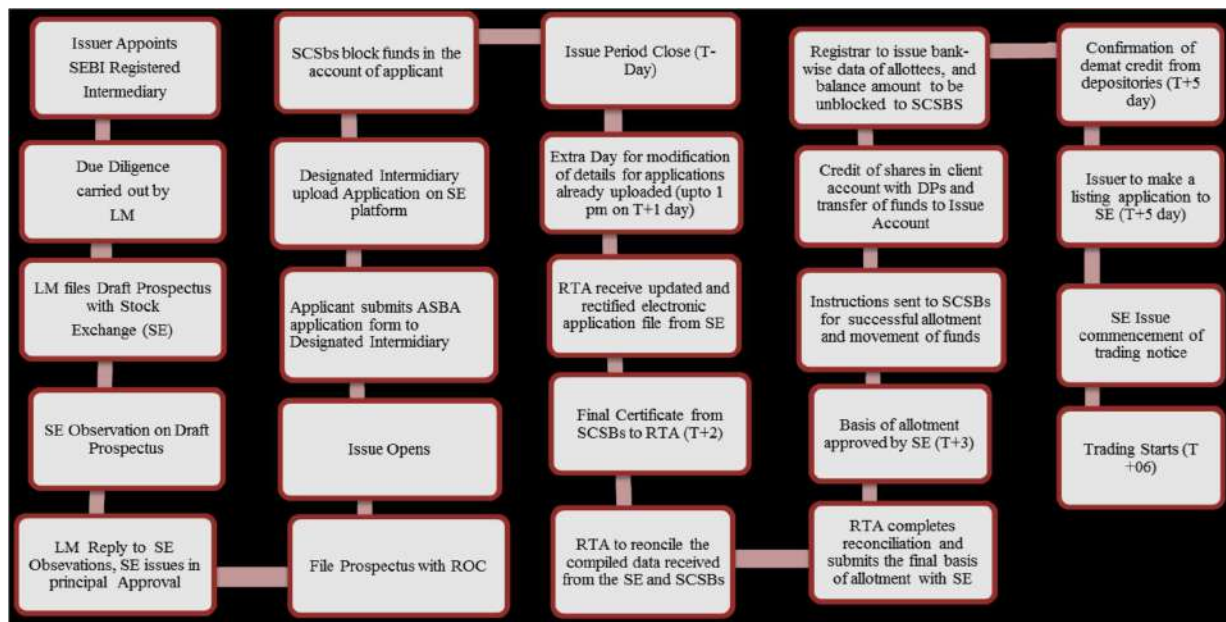 Issuer Appoints
SEBI Registered
Intermediary
Due Diligence
carried out by
LM
LM files Draft Prospectus
with Stock
Exchange (SE)
SE Observation on Draft
Prospectus
LM Reply to SE
Obsevations, SE issues in
principal Approval
File Prospectus with ROC
Issue Opens
Applicant submits ASBA
application form to
Designated Intermidiary
Designated Intermidiary
upload Application on SE
platform
SCSbs block funds in the
account of applicant
Issue Period Close (T-
Day)
Extra Day for modification
of details for applications
already uploaded (upto 1
pm on T+1 day)
RTA receive updated and
rectified electronic
application file from SE
Final Certificate from
SCSBs to RTA (T+2)
RTA to reconcile the
compiled data received
from the SE and SCSBs
RTA completes
reconciliation and
submits the final basis
of allotment with SE
Basis of allotment
approved by SE (T+3)
Instructions sent to SCSBs
for successful allotment
and movement of funds
Credit of shares in client
account with DPs and
transfer of funds to Issue
Account
Registrar to issue bank-
wise data of allottees, and
balance amount to be
unblocked to SCSBS
Confirmation of
demat credit from
depositories (T+5
day)
Issuer to make a
listing application to
SE (T+5 day)
SE Issue
commencement of
trading notice
Trading Starts (T
+06)